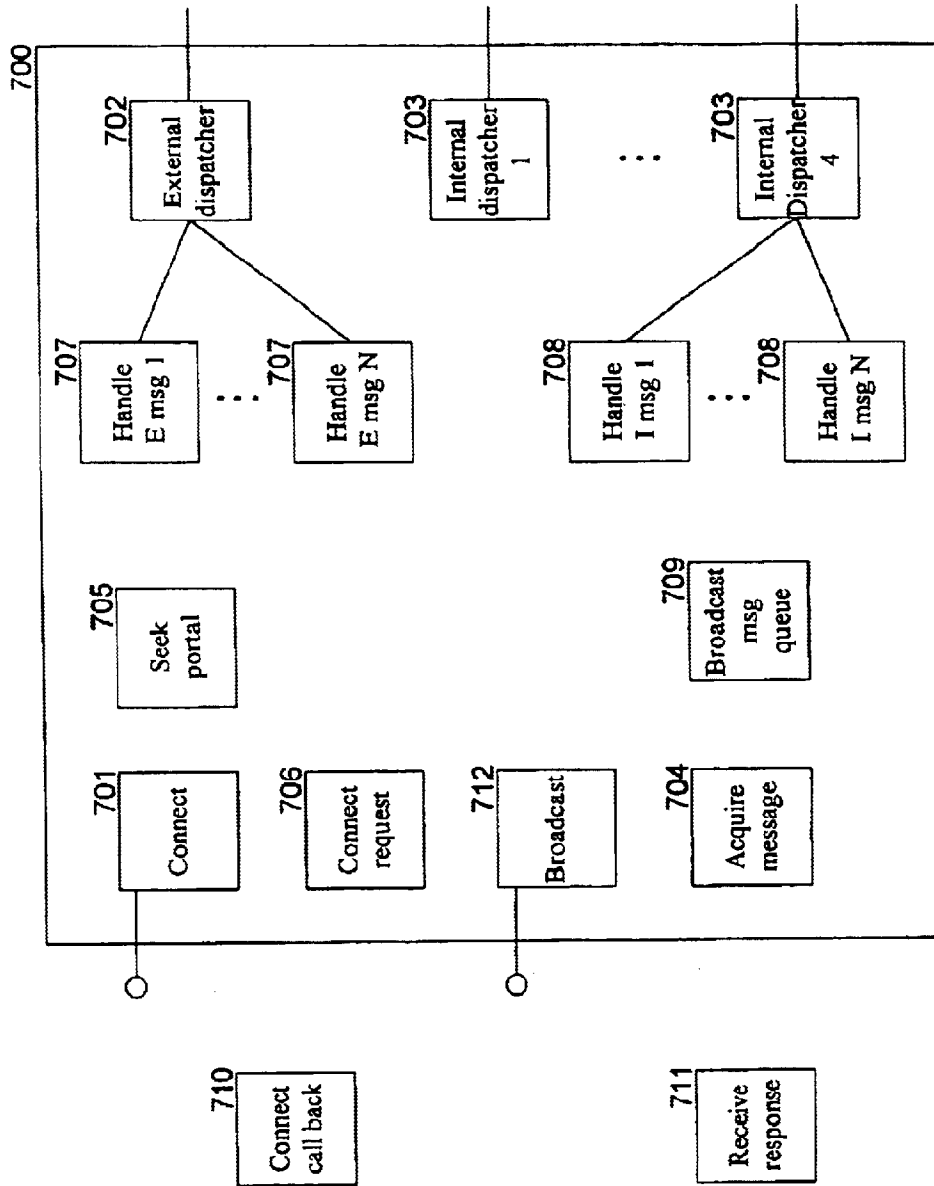 700
707
Handle
E msg 1
702
External
dispatcher
701
Connect
705
Seek
portal
710
Connect
call back
707
Handle
E msg N
706
Connect
request
703
Internal
dispatcher
1
712
Broadcast
708
Handle
I msg 1
711
Receive
response
704
Acquire
message
709
Broadcast
msg
queue
703
Internal
Dispatcher
4
708
Handle
I msg N